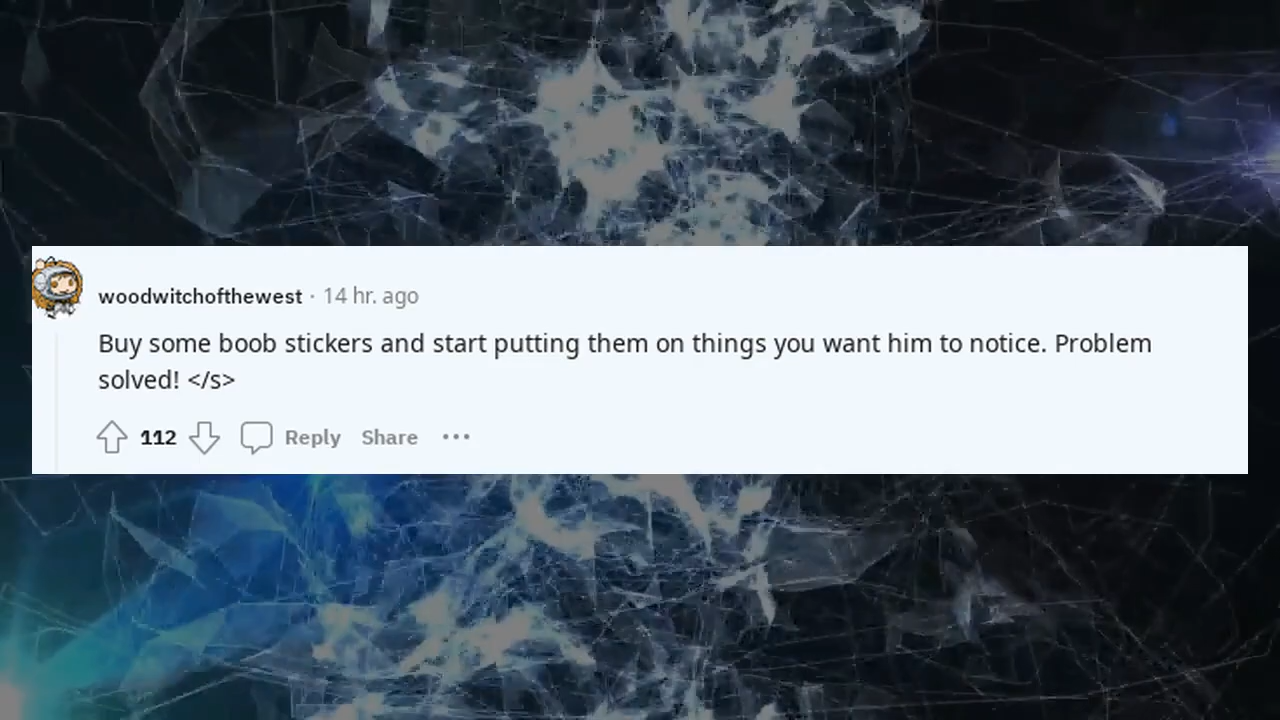 woodwitchofthewest · 14 hr. ago
Buy some boob stickers and start putting them on things you want him to notice. Problem
solved! </s>
112 Reply Share ···